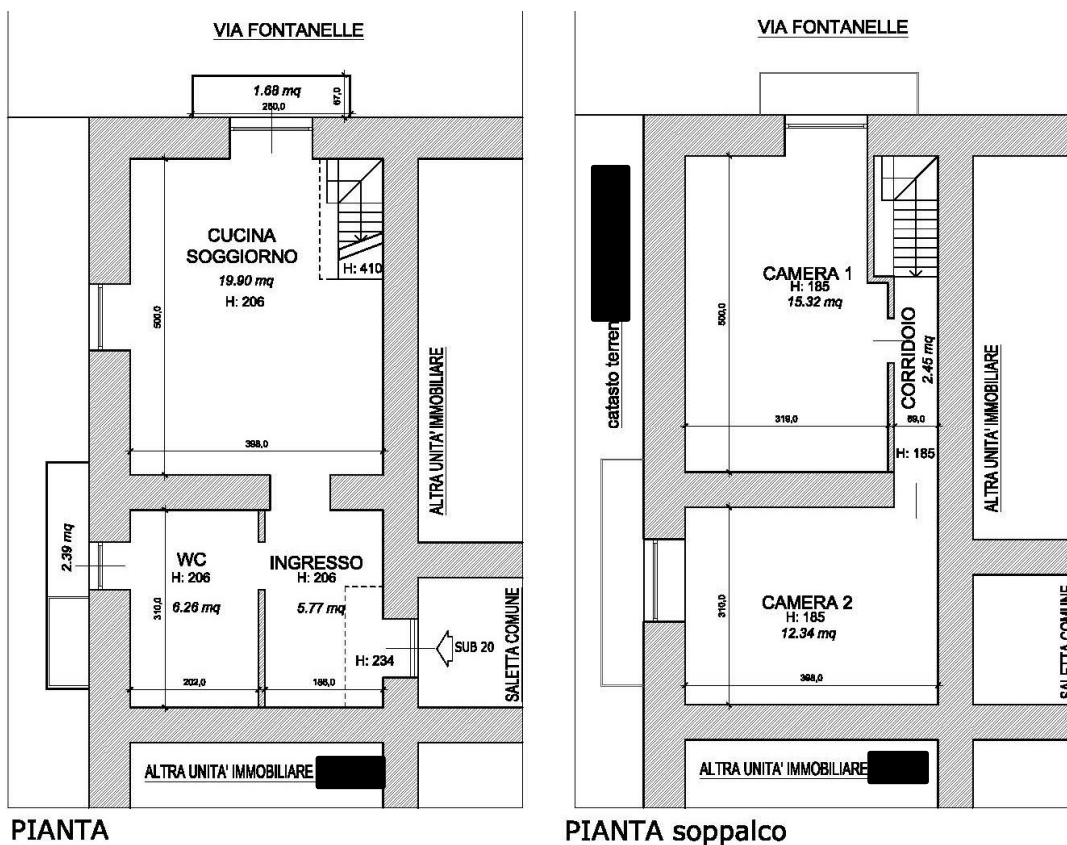 VIA FONTANELLE
1.68 mq
250,0
67,0
CUCINA
SOGGIORNO
19.90 mq
H: 206
H: 410
500,0
398,0
ALTRA UNITA' IMMOBILIARE
2.39 mq
WC
H: 206
6.26 mq
310,0
202,0
INGRESSO
H: 206
5.77 mq
H: 234
186,0
SUB 20
SALETTA COMUNE
ALTRA UNITA' IMMOBILIARE
PIANTA
VIA FONTANELLE
catasto terren
CAMERA 1
H: 185
15.32 mq
500,0
319,0
CORRIDOIO
2.45 mq
69,0
H: 185
ALTRA UNITA' IMMOBILIARE
CAMERA 2
H: 185
12.34 mq
310,0
398,0
SALETTA COMUNE
ALTRA UNITA' IMMOBILIARE
PIANTA soppalco